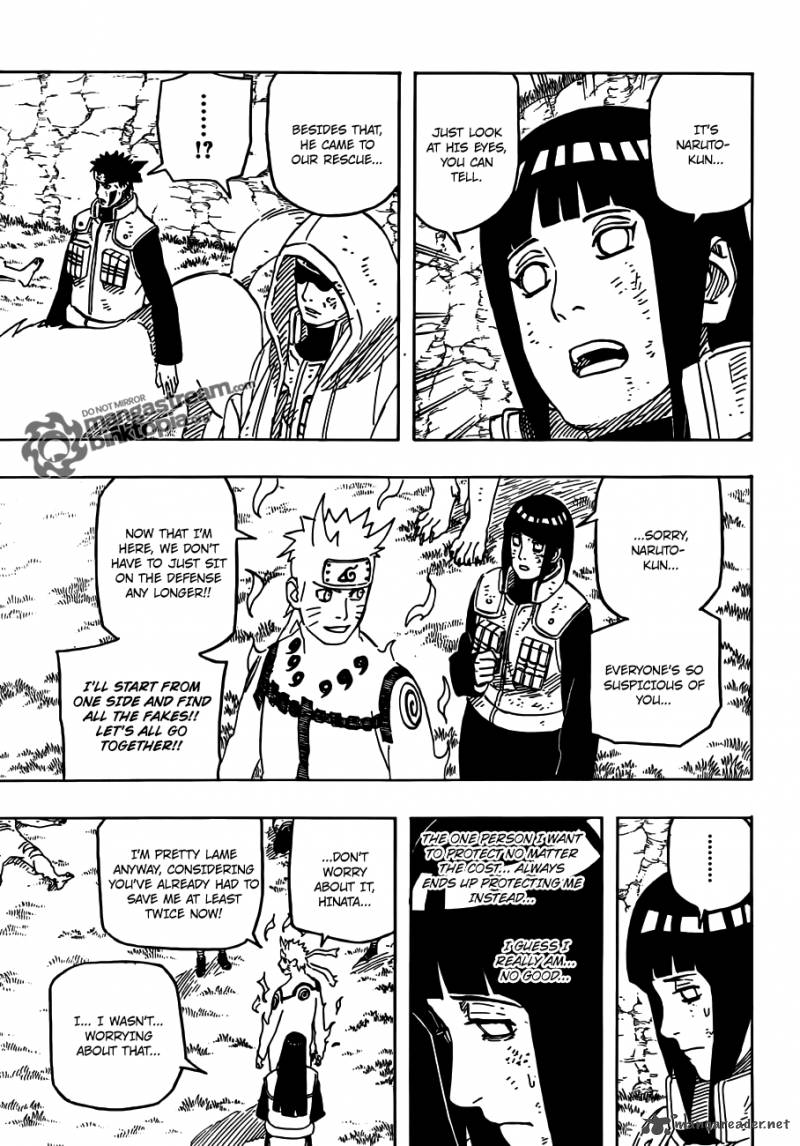 IT'S
NARUTO-
KUN...
JUST LOOK
AT HIS EYES,
YOU CAN
TELL.
BESIDES THAT,
HE CAME TO
OUR RESCUE...
......
!?
DO NOT MIRROR
mangastream.com
binktopia
...SORRY,
NARUTO-
KUN...
EVERYONE'S SO
SUSPICIOUS OF
YOU...
NOW THAT I'M
HERE, WE DON'T
HAVE TO JUST SIT
ON THE DEFENSE
ANY LONGER!!
I'LL START FROM
ONE SIDE AND FIND
ALL THE FAKES!!
LET'S ALL GO
TOGETHER!!
......
THE ONE PERSON I WANT
TO PROTECT NO MATTER
THE COST... ALWAYS
ENDS UP PROTECTING ME
INSTEAD...
I GUESS I
REALLY AM...
NO GOOD...
...DON'T
WORRY
ABOUT IT,
HINATA...
I'M PRETTY LAME
ANYWAY, CONSIDERING
YOU'VE ALREADY HAD TO
SAVE ME AT LEAST
TWICE NOW!
I... I WASN'T...
WORRYING
ABOUT THAT...
mangareader.net